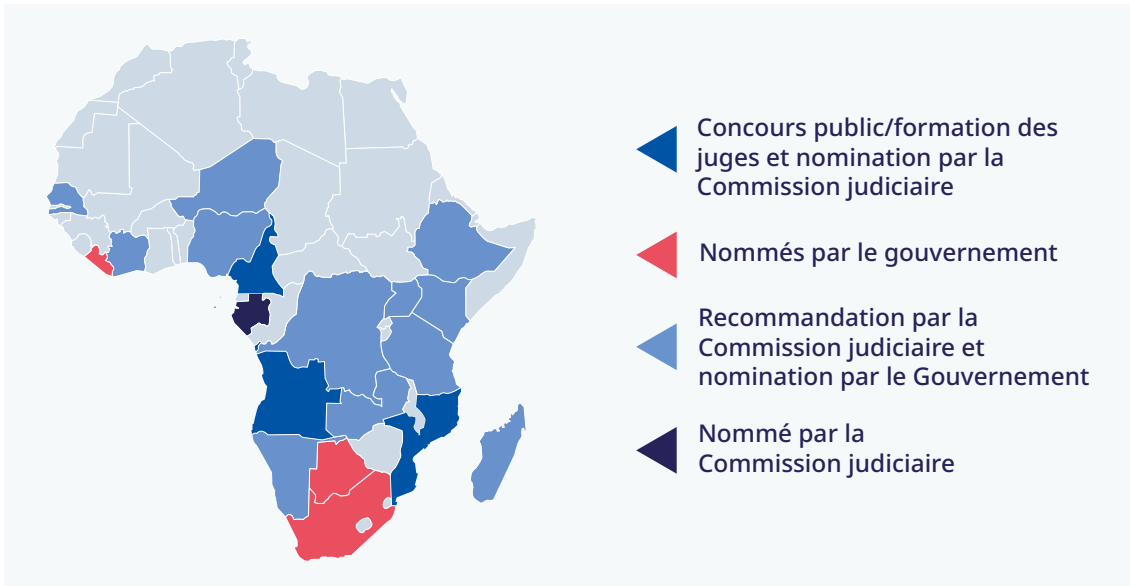 Concours public/formation des
juges et nomination par la
Commission judiciaire
Nommés par le gouvernement
Recommandation par la
Commission judiciaire et
nomination par le Gouvernement
Nommé par la
Commission judiciaire